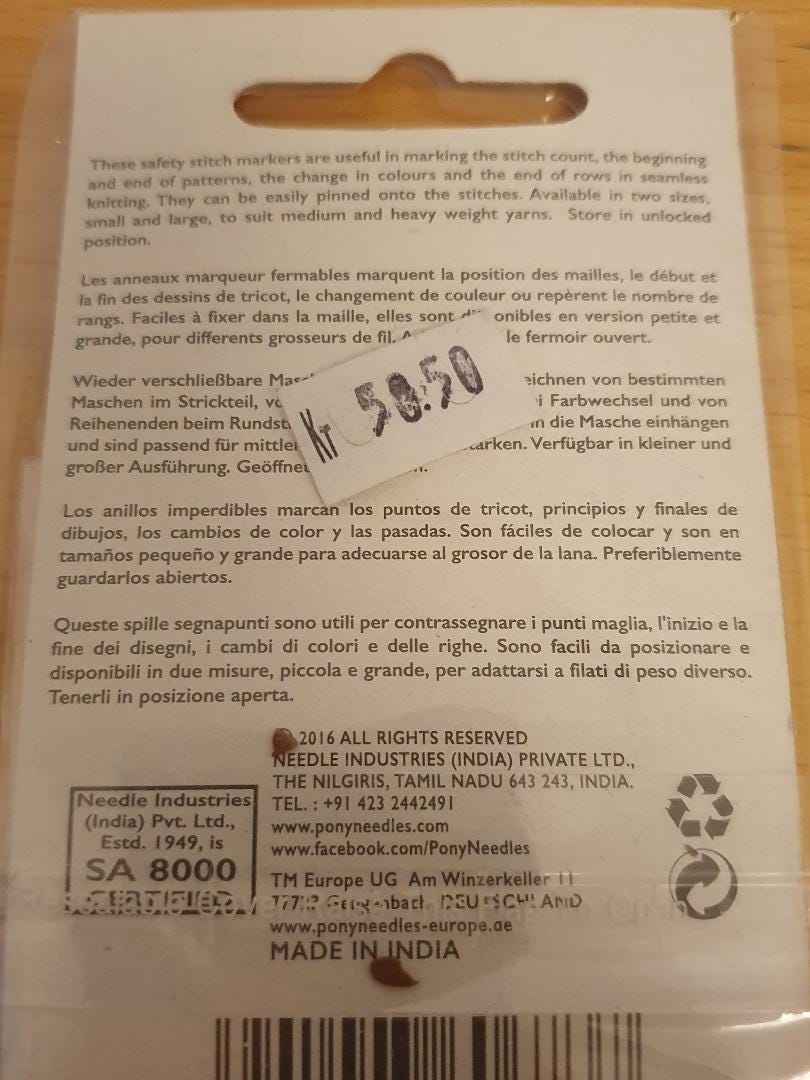 These safety stitch markers are useful in marking the stitch count, the beginning
and end of patterns, the change in colours and the end of rows in seamless
knitting. They can be easily pinned onto the stitches. Available in two sizes,
small and large, to suit medium and heavy weight yarns. Store in unlocked
position.
Les anneaux marqueur fermables marquent la position des mailles, le début et
la fin des dessins de tricot, le changement de couleur ou repèrent le nombre de
rangs. Faciles à fixer dans la maille, elles sont onibles en version petite et
grande, pour differents grosseurs de fil. le fermoir ouvert.
Wieder verschließbare eichnen von bestimmten
Maschen im Strickteil, Farbwechsel und von
Reihenenden beim in die Masche einhängen
und sind passend für Verfügbar in kleiner und
großer Ausführung.
Kr 50.50
Los anillos imperdibles marcan los puntos de tricot, principios y finales de
dibujos, los cambios de color y las pasadas. Son fáciles de colocar y son en
tamaños pequeño y grande para adecuarse al grosor de la lana. Preferiblemente
guardarlos abiertos.
Queste spille segnapunti sono utili per contrassegnare i punti maglia, l'inizio e la
fine dei disegni, i cambi di colori e delle righe. Sono facili da posizionare e
disponibili in due misure, piccola e grande, per adattarsi a filati di peso diverso.
Tenerli in posizione aperta.
2016 ALL RIGHTS RESERVED
NEEDLE INDUSTRIES (INDIA) PRIVATE LTD.,
THE NILGIRIS, TAMIL NADU 643 243, INDIA.
TEL. : +91 423 2442491
www.ponyneedles.com
www.facebook.com/PonyNeedles
Needle Industries
(India) Pvt. Ltd.,
Estd. 1949, is
SA 8000
CERTIFIED
TM Europe UG Am Winzerkeller 11
DEUTSCHLAND
www.ponyneedles-europe.de
MADE IN INDIA